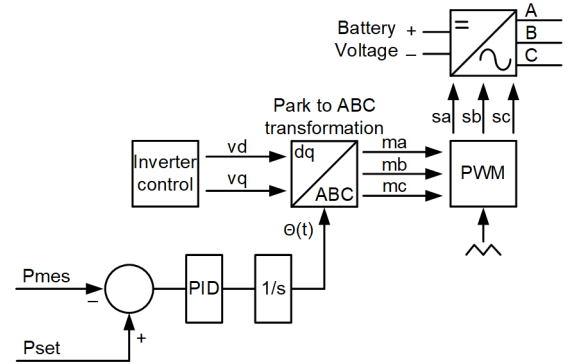 A
Battery + =
B
Voltage –
C
sa sb sc
Park to ABC
transformation
Inverter
control
vd
vq
dq
ABC
ma
mb
mc
PWM
Θ(t)
Pmes
–
PID
1/s
Pset
+